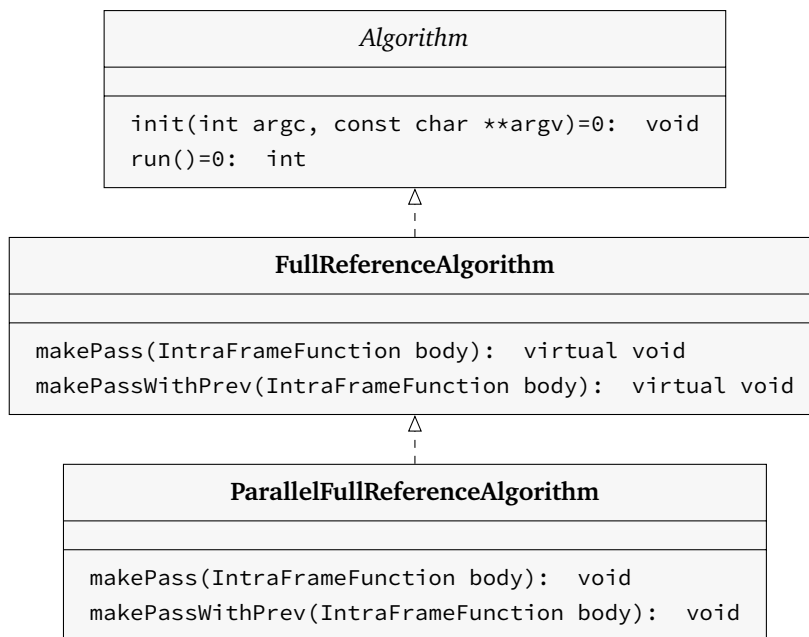 Algorithm
init(int argc, const char **argv)=0: void
run()=0: int
FullReferenceAlgorithm
makePass(IntraFrameFunction body): virtual void
makePassWithPrev(IntraFrameFunction body): virtual void
ParallelFullReferenceAlgorithm
makePass(IntraFrameFunction body): void
makePassWithPrev(IntraFrameFunction body): void